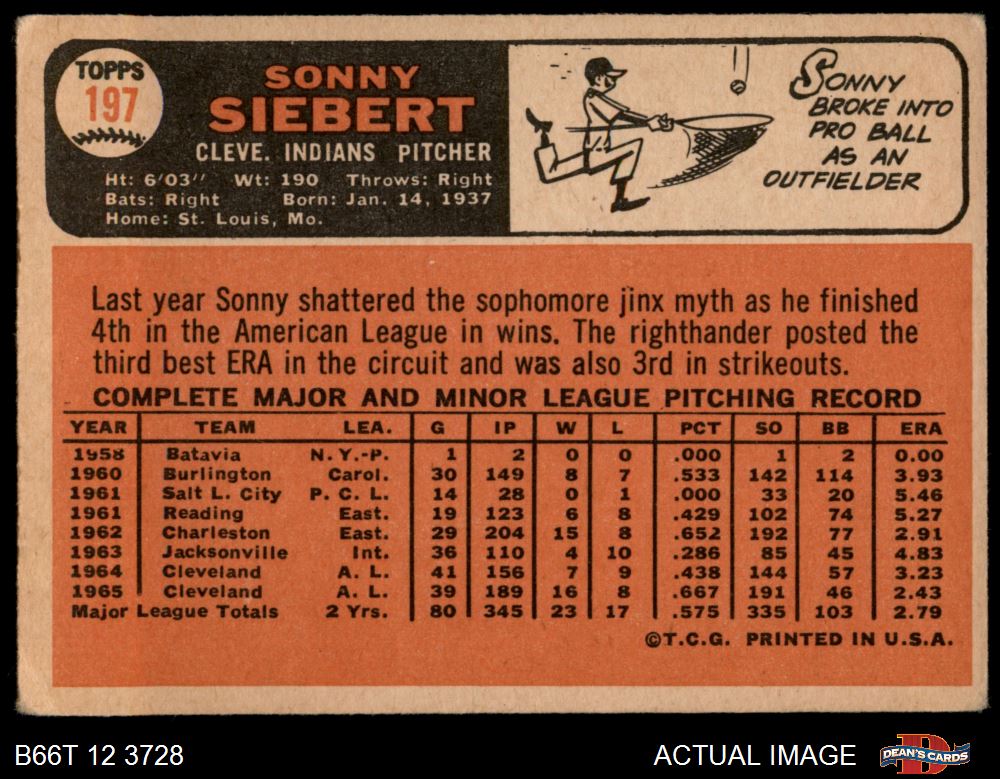 TOPPS
197
SONNY
SIEBERT
CLEVE. INDIANS PITCHER
Ht: 6'03" Wt: 190 Throws: Right
Bats: Right Born: Jan. 14, 1937
Home: St. Louis, Mo.
SONNY
BROKE INTO
PRO BALL
AS AN
OUTFIELDER
Last year Sonny shattered the sophomore jinx myth as he finished
4th in the American League in wins. The righthander posted the
third best ERA in the circuit and was also 3rd in strikeouts.
COMPLETE MAJOR AND MINOR LEAGUE PITCHING RECORD
YEAR TEAM LEA. G IP W L PCT SO BB ERA
1958 Batavia N.Y.-P. 1 2 0 0 .000 1 2 0.00
1960 Burlington Carol. 30 149 8 7 .533 142 114 3.93
1961 Salt L. City P. C. L. 14 28 0 1 .000 33 20 5.46
1961 Reading East. 19 123 6 8 .429 102 74 5.27
1962 Charleston East. 29 204 15 8 .652 192 77 2.91
1963 Jacksonville Int. 36 110 4 10 .286 85 45 4.83
1964 Cleveland A. L. 41 156 7 9 .438 144 57 3.23
1965 Cleveland A. L. 39 189 16 8 .667 191 46 2.43
Major League Totals 2 Yrs. 80 345 23 17 .575 335 103 2.79
©T.C.G. PRINTED IN U.S.A.
B66T 12 3728 ACTUAL IMAGE DEAN'S CARDS